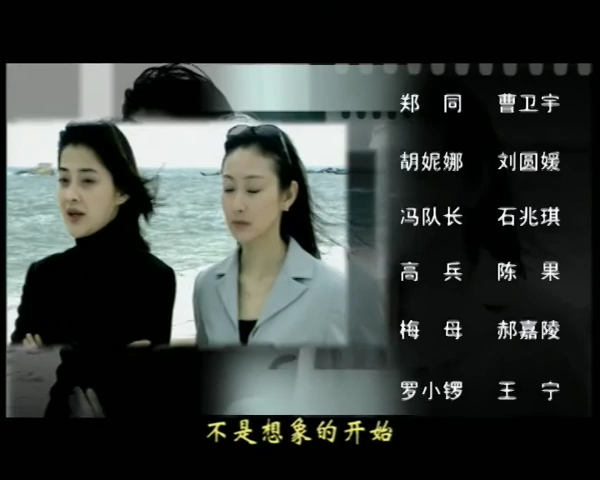 郑 同 曹卫宇
胡妮娜 刘圆媛
冯队长 石兆琪
高 兵 陈 果
梅 母 郝嘉陵
罗小锣 王 宁
不是想象的开始